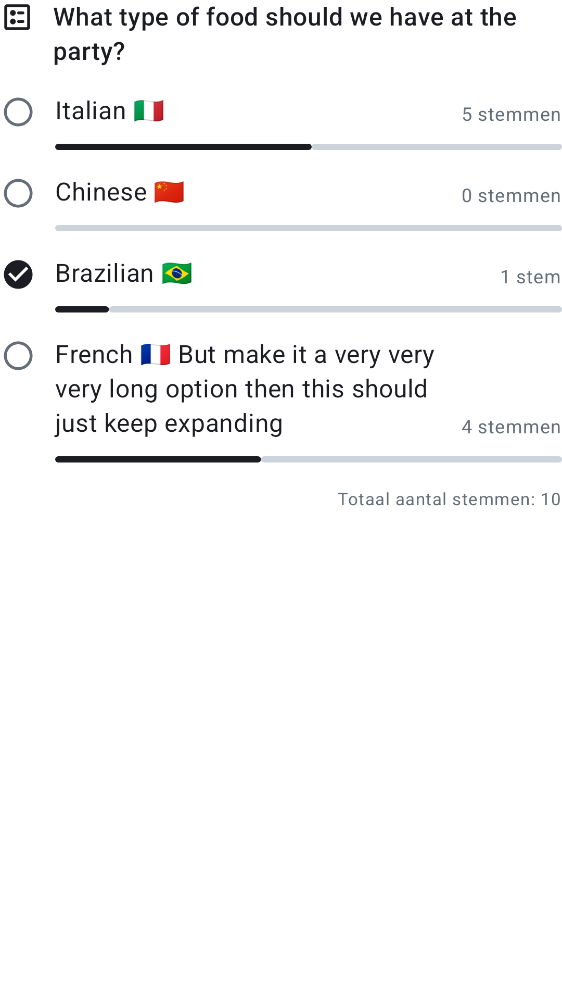 What type of food should we have at the
party?
Italian 🇮🇹
5 stemmen
Chinese 🇨🇳
0 stemmen
Brazilian 🇧🇷
1 stem
French 🇫🇷 But make it a very very
very long option then this should
just keep expanding
4 stemmen
Totaal aantal stemmen: 10